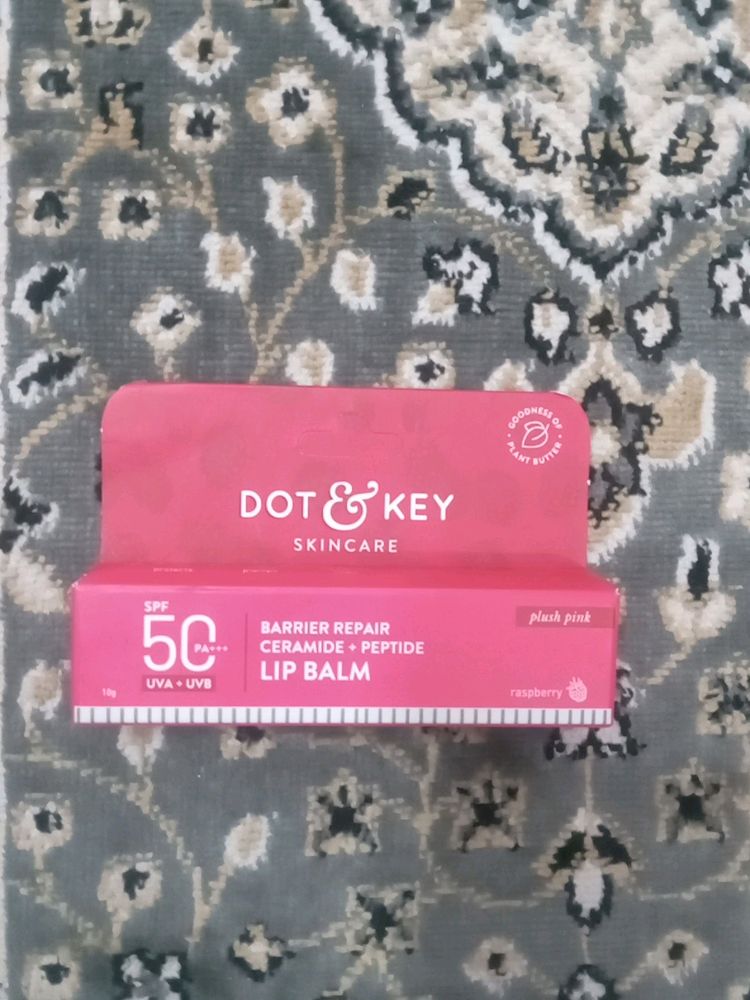 GOODNESS OF
PLANT BUTTER
DOT & KEY
SKINCARE
SPF
50
PA+++
UVA + UVB
10g
BARRIER REPAIR
CERAMIDE + PEPTIDE
LIP BALM
plush pink
raspberry